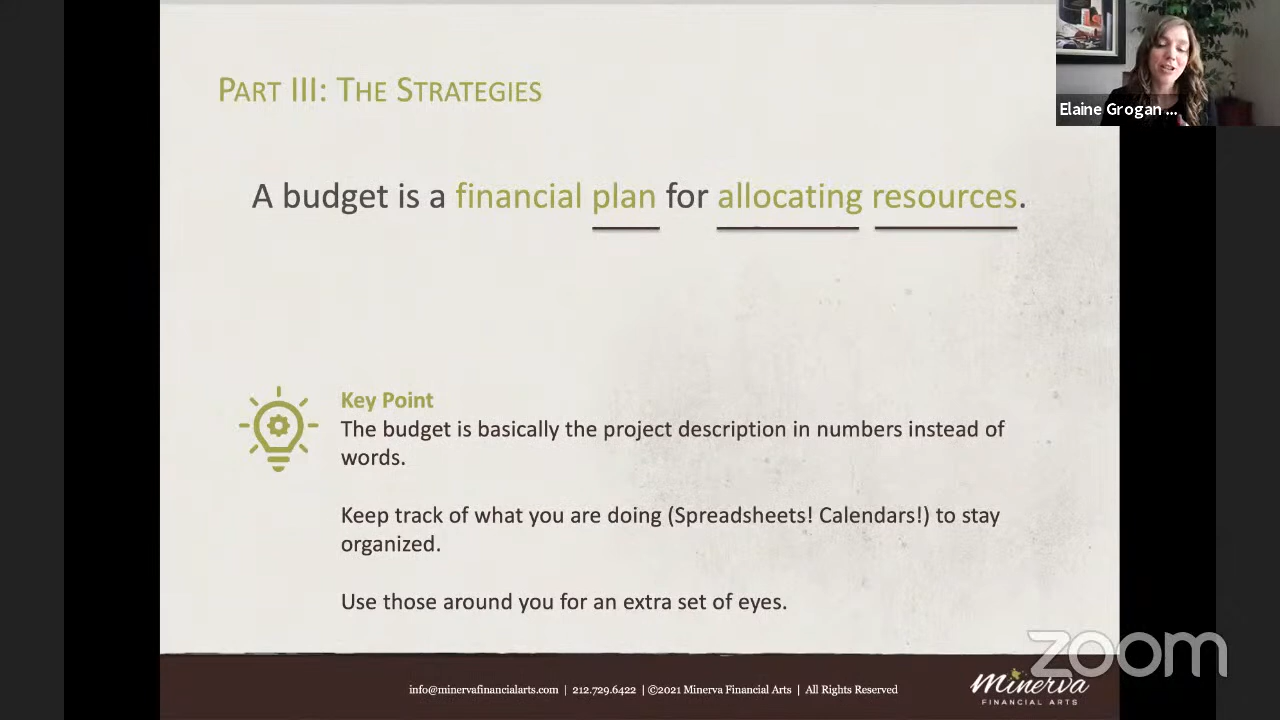 Elaine Grogan ...
PART III: THE STRATEGIES
A budget is a financial plan for allocating resources.
Key Point
The budget is basically the project description in numbers instead of
words.
Keep track of what you are doing (Spreadsheets! Calendars!) to stay
organized.
Use those around you for an extra set of eyes.
zoom
info@minervafinancialarts.com | 212.729.6422 | ©2021 Minerva Financial Arts | All Rights Reserved
Minerva
FINANCIAL ARTS